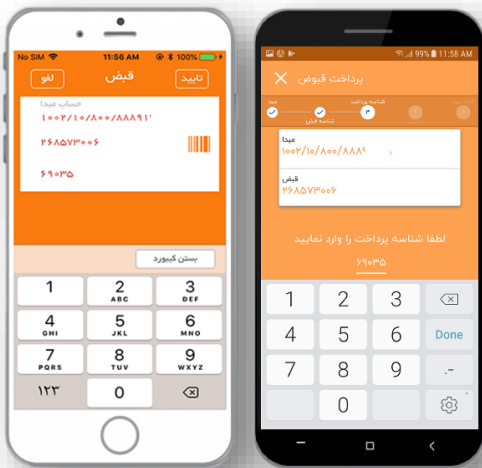 No SIM 11:56 AM 100%
لغو قبض تایید
حساب مبدا
۱۰۰۲/۱۰/۸۰۰/۸۸۸۹۱
۲۶۸۵۷۳۰۰۶
۶۹۰۳۵
بستن کیبورد
1 2 3
ABC DEF
4 5 6
GHI JKL MNO
7 8 9
PQRS TUV WXYZ
۱۲۳ 0
99% 11:58 AM
پرداخت قبوض
مبدا شناسه پرداخت
۳
شناسه قبض
مبدا
۱۰۰۲/۱۰/۸۰۰/۸۸۸۹
قبض
۲۶۸۵۷۳۰۰۶
لطفا شناسه پرداخت را وارد نمایید
۶۹۰۳۵
1 2 3
4 5 6 Done
7 8 9 .-
0